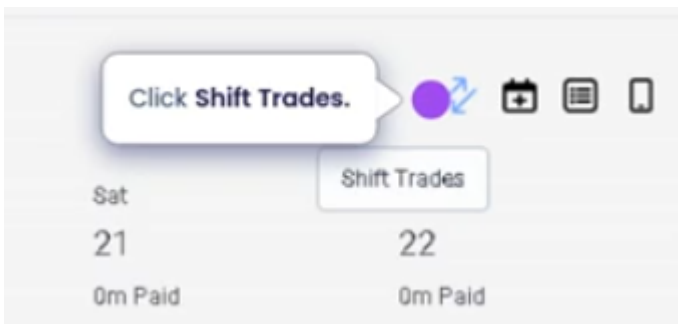 Click Shift Trades.
Shift Trades
Sat
21
22
0m Paid
0m Paid